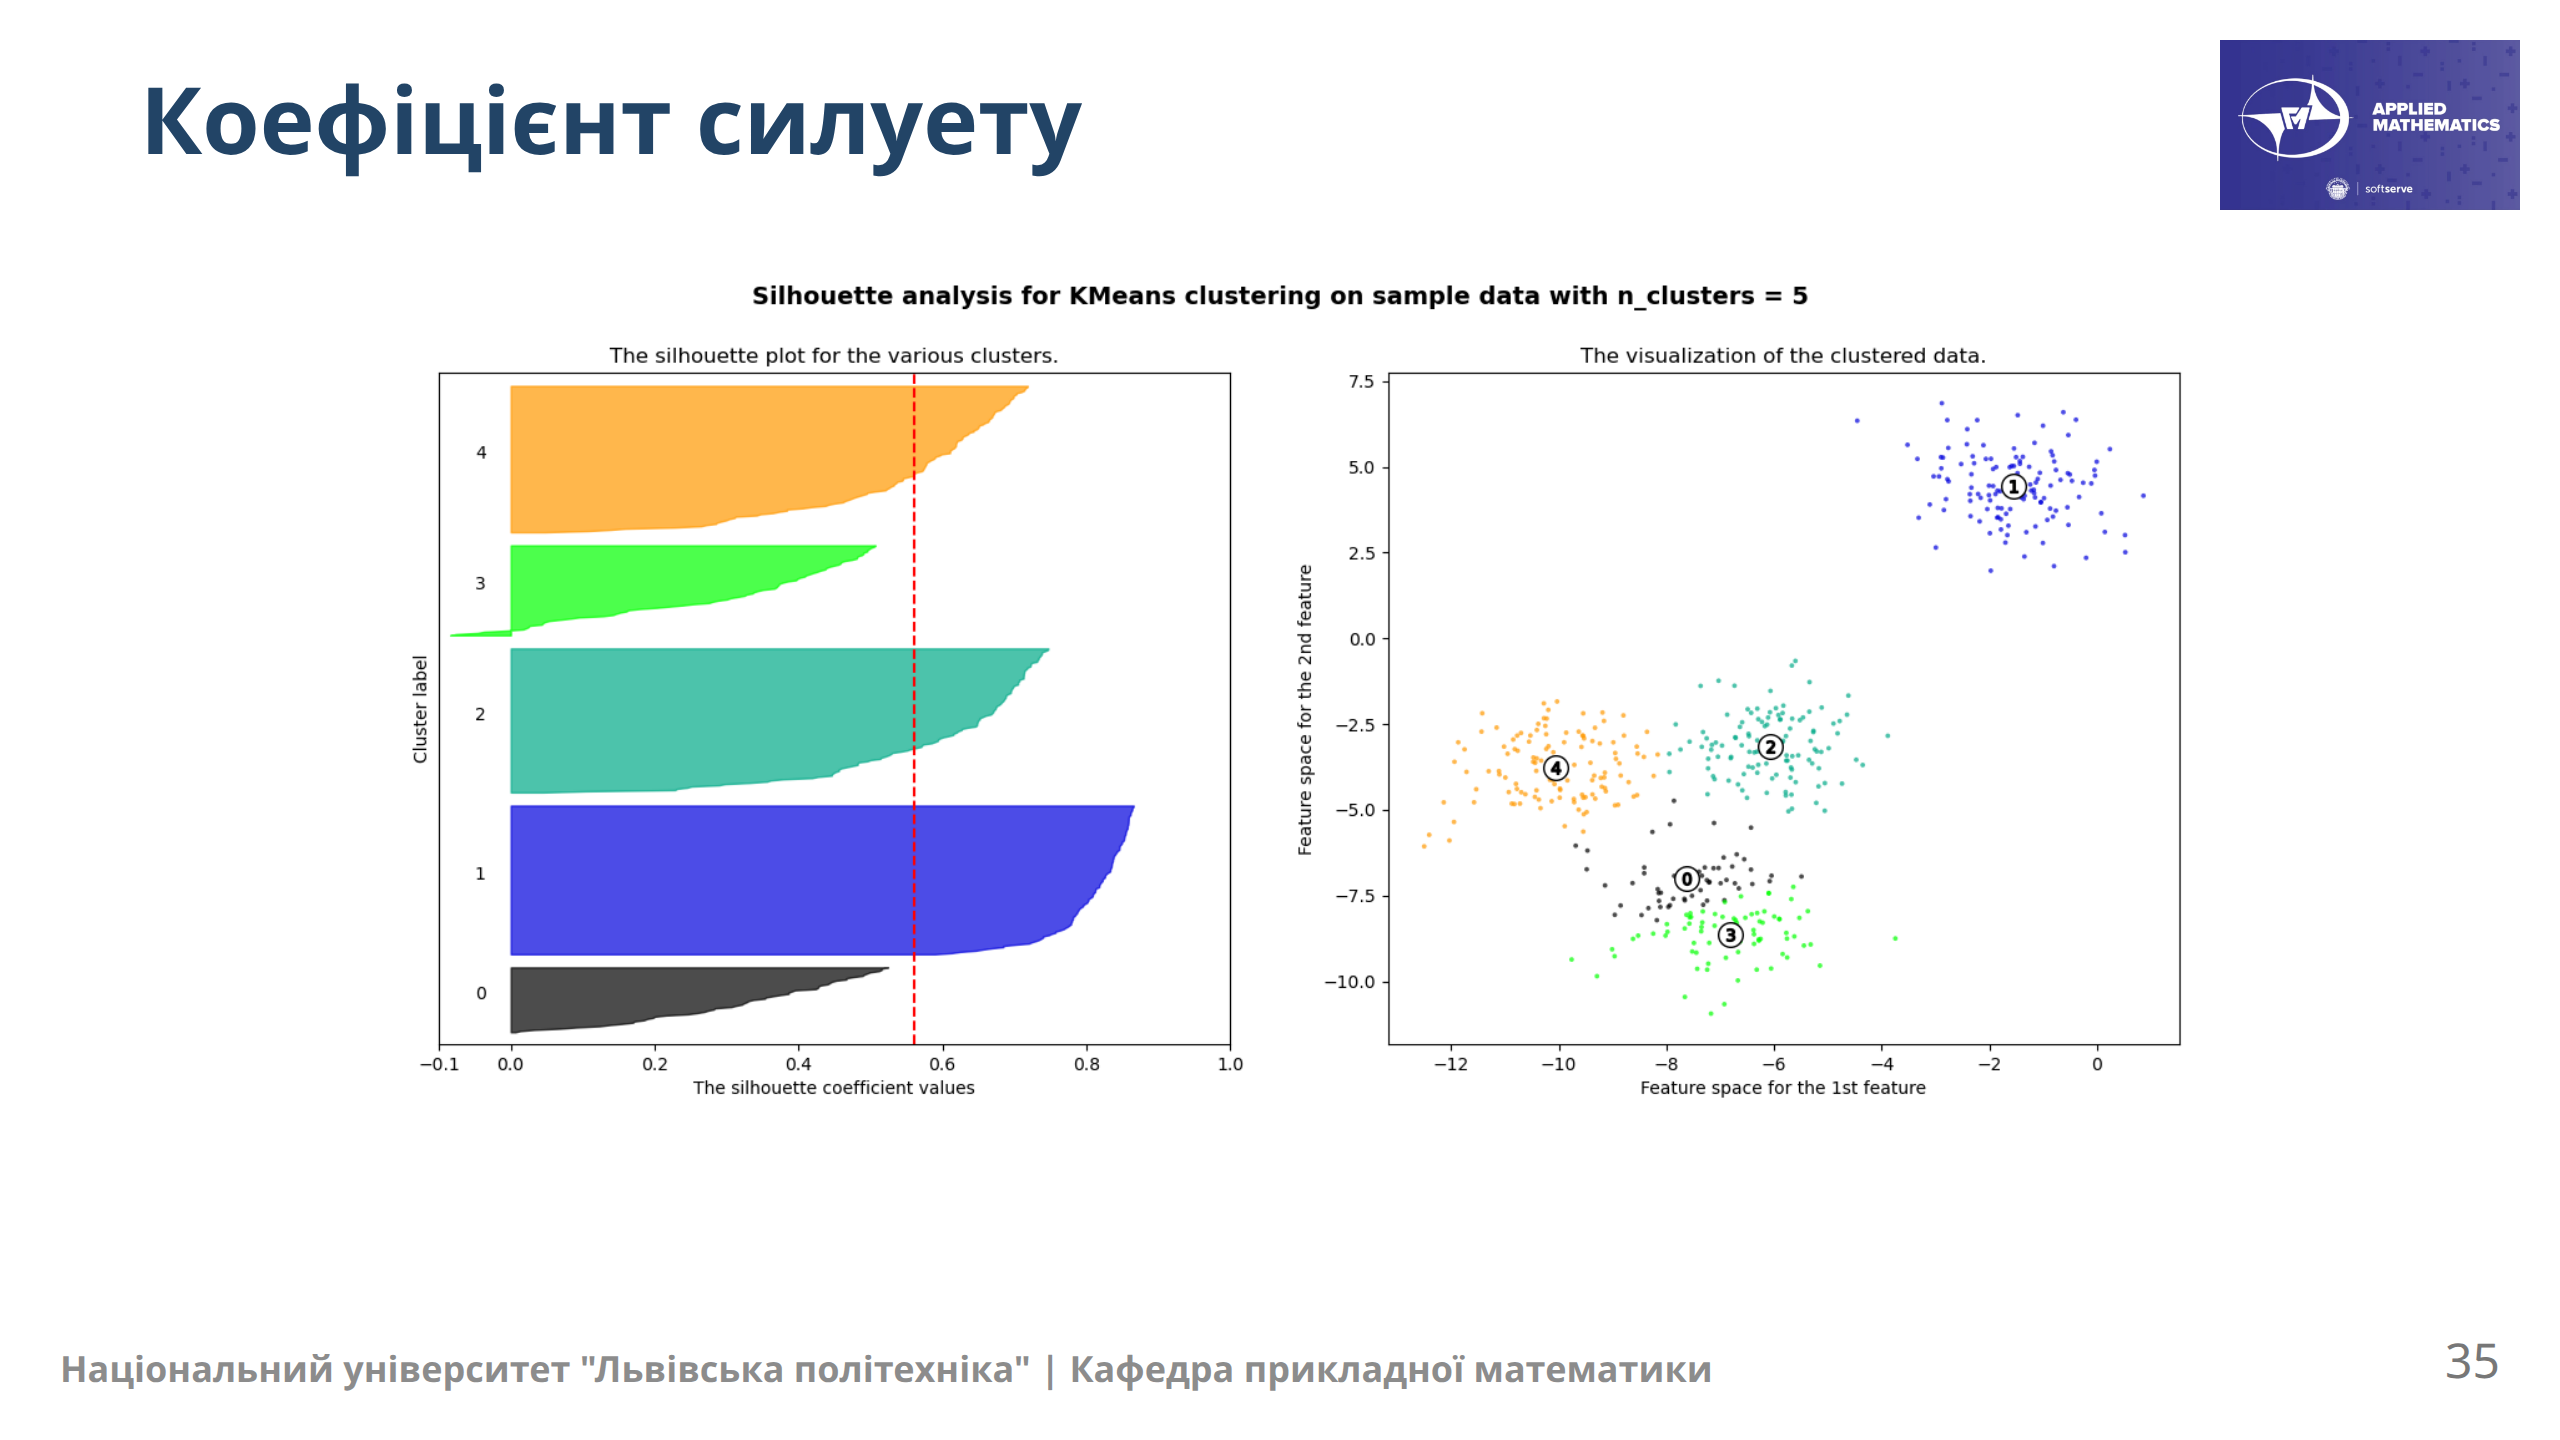 Коефіцієнт силуету
APPLIED
MATHEMATICS
softserve
Silhouette analysis for KMeans clustering on sample data with n_clusters = 5
The silhouette plot for the various clusters.
4
3
2
1
0
Cluster label
−0.1 0.0 0.2 0.4 0.6 0.8 1.0
The silhouette coefficient values
The visualization of the clustered data.
7.5
5.0
2.5
0.0
−2.5
−5.0
−7.5
−10.0
Feature space for the 2nd feature
1
2
4
0
3
−12 −10 −8 −6 −4 −2 0
Feature space for the 1st feature
Національний університет "Львівська політехніка" | Кафедра прикладної математики
35